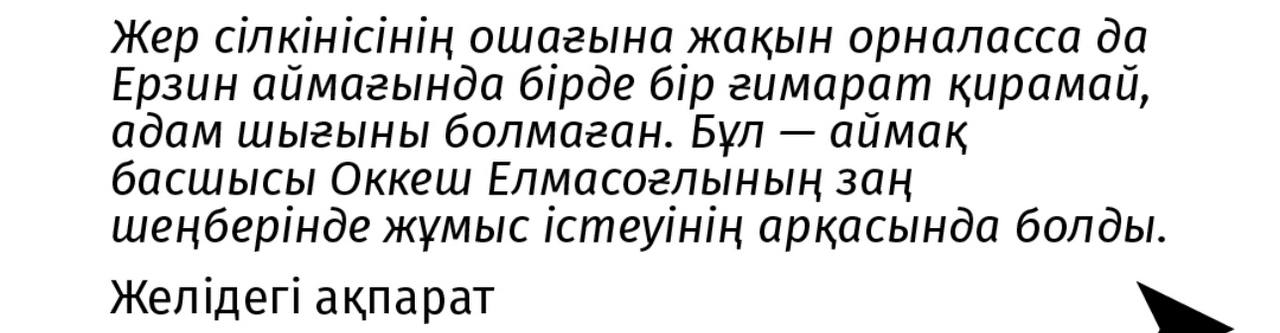 Жер сілкінісінің ошағына жақын орналасса да
Ерзин аймағында бірде бір ғимарат қирамай,
адам шығыны болмаған. Бұл — аймақ
басшысы Оккеш Елмасоғлының заң
шеңберінде жұмыс істеуінің арқасында болды.
Желідегі ақпарат